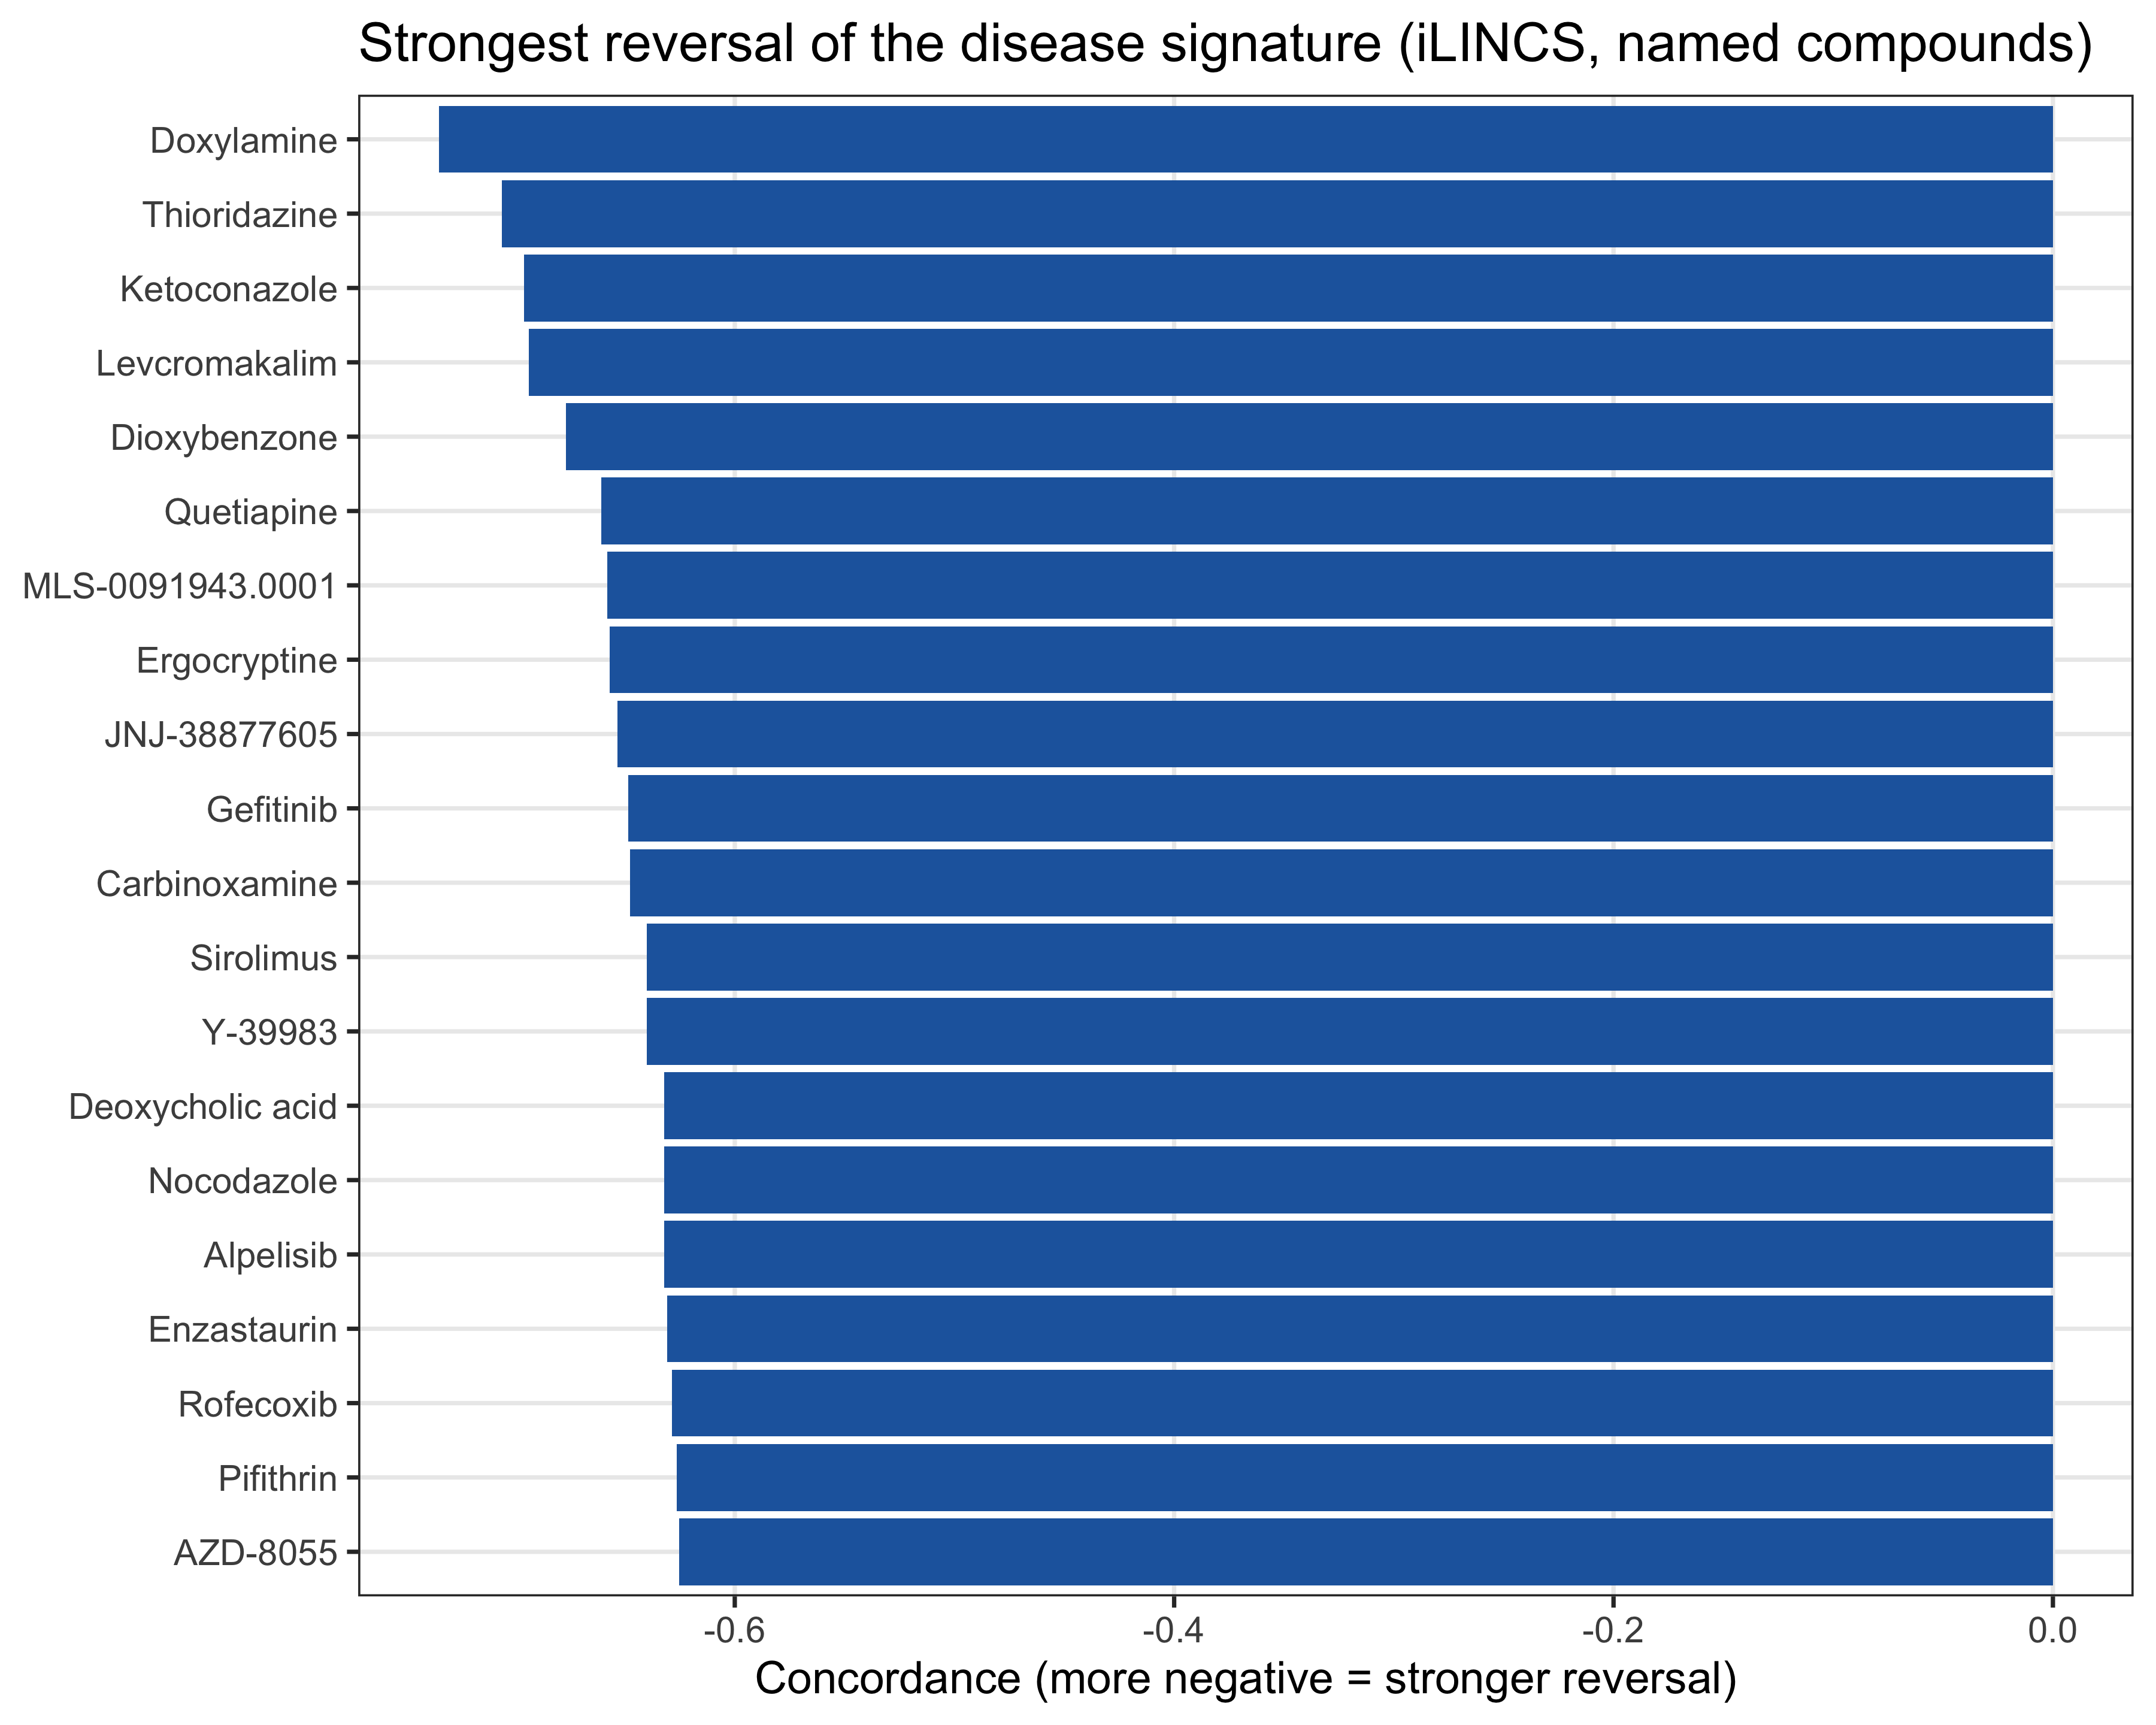 Strongest reversal of the disease signature (iLINCS, named compounds)
Doxylamine
Thioridazine
Ketoconazole
Levcromakalim
Dioxybenzone
Quetiapine
MLS-0091943.0001
Ergocryptine
JNJ-38877605
Gefitinib
Carbinoxamine
Sirolimus
Y-39983
Deoxycholic acid
Nocodazole
Alpelisib
Enzastaurin
Rofecoxib
Pifithrin
AZD-8055
-0.6 -0.4 -0.2 0.0
Concordance (more negative = stronger reversal)